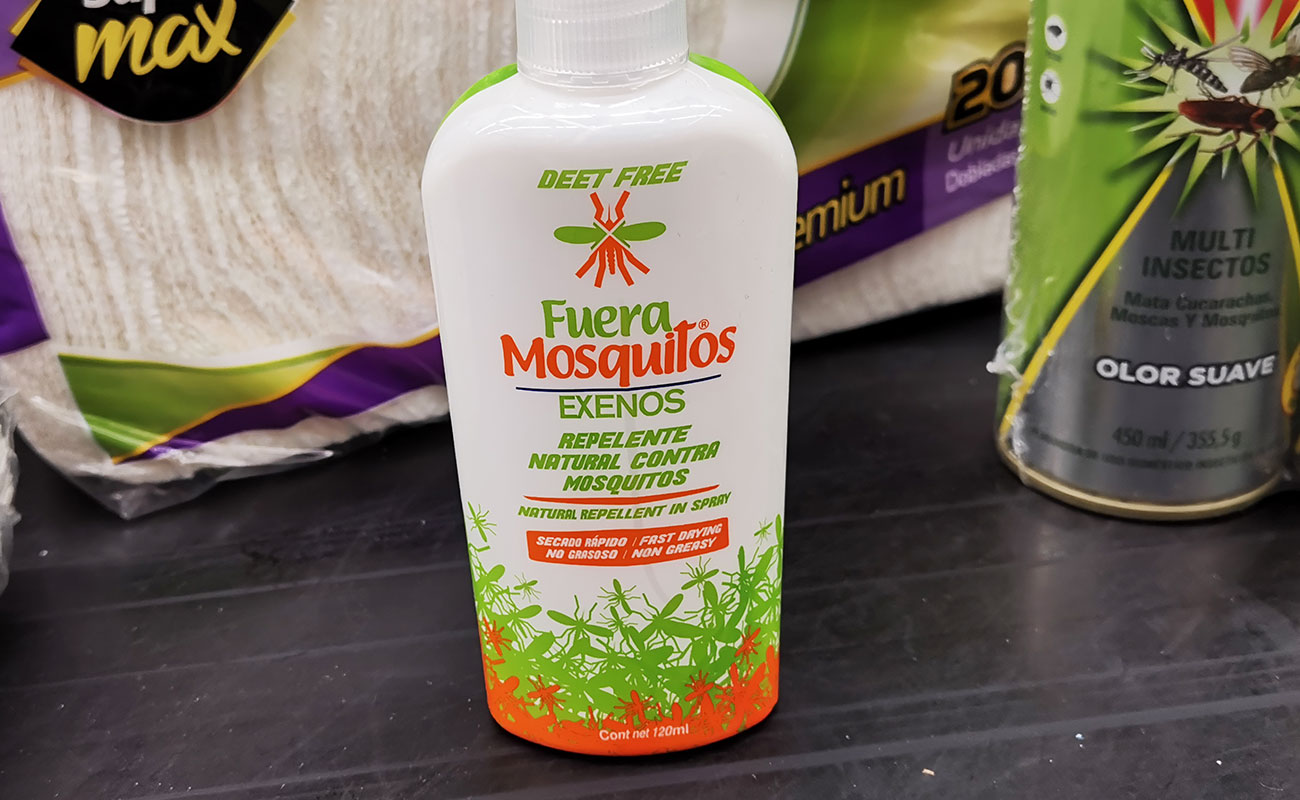 max
DEET FREE
Fuera
Mosquitos®
EXENOS
REPELENTE
NATURAL CONTRA
MOSQUITOS
NATURAL REPELLENT IN SPRAY
SECADO RÁPIDO / FAST DRYING
NO GRASOSO / NON GREASY
Cont net 120ml
20
Unida
Doblada
emium
MULTI
INSECTOS
Mata Cucarachas,
Moscas Y Mosquitos
OLOR SUAVE
450 ml / 355.5 g